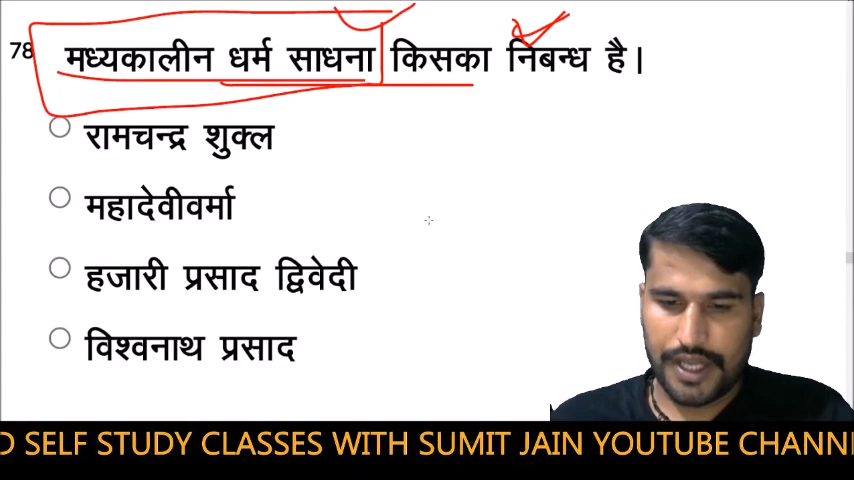 78 मध्यकालीन धर्म साधना किसका निबन्ध है।
रामचन्द्र शुक्ल
महादेवीवर्मा
हजारी प्रसाद द्विवेदी
विश्वनाथ प्रसाद
D SELF STUDY CLASSES WITH SUMIT JAIN YOUTUBE CHANN